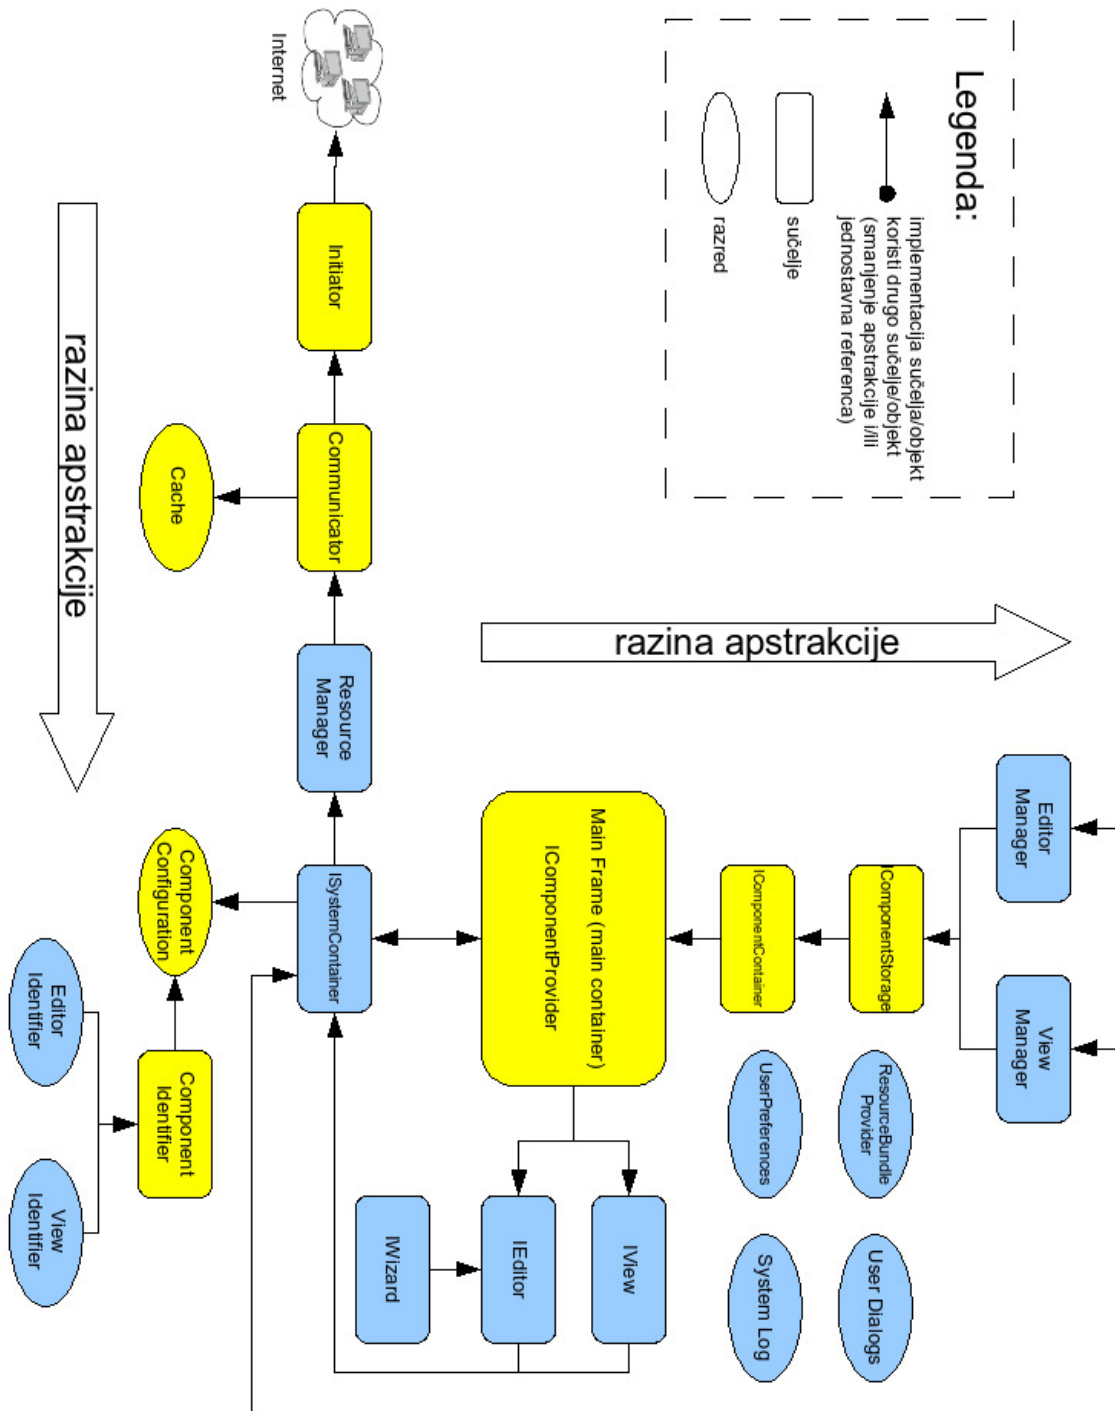 Legenda:
implementacija sučelja/objekt
koristi drugo sučelje/objekt
(smanjenje apstrakcije i/ili
jednostavna referenca)
sučelje
razred
Internet
Initiator
Communicator
Cache
Resource
Manager
ISystemContainer
Component
Configuration
Component
Identifier
Editor
Identifier
View
Identifier
razina apstrakcije
razina apstrakcije
Main Frame (main container)
IComponentProvider
IComponentContainer
IComponentStorage
Editor
Manager
View
Manager
UserPreferences
ResourceBundle
Provider
System Log
User Dialogs
IView
IEditor
IWizard